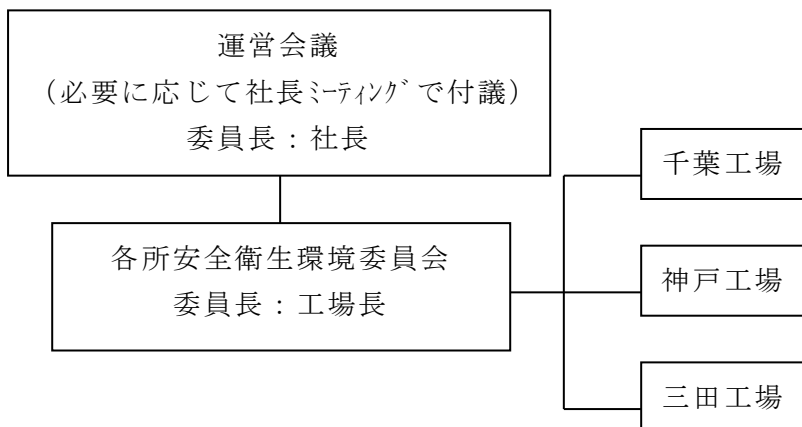 運営会議
（必要に応じて社長ﾐｰﾃｨﾝｸﾞで付議）
委員長：社長
各所安全衛生環境委員会
委員長：工場長
千葉工場
神戸工場
三田工場